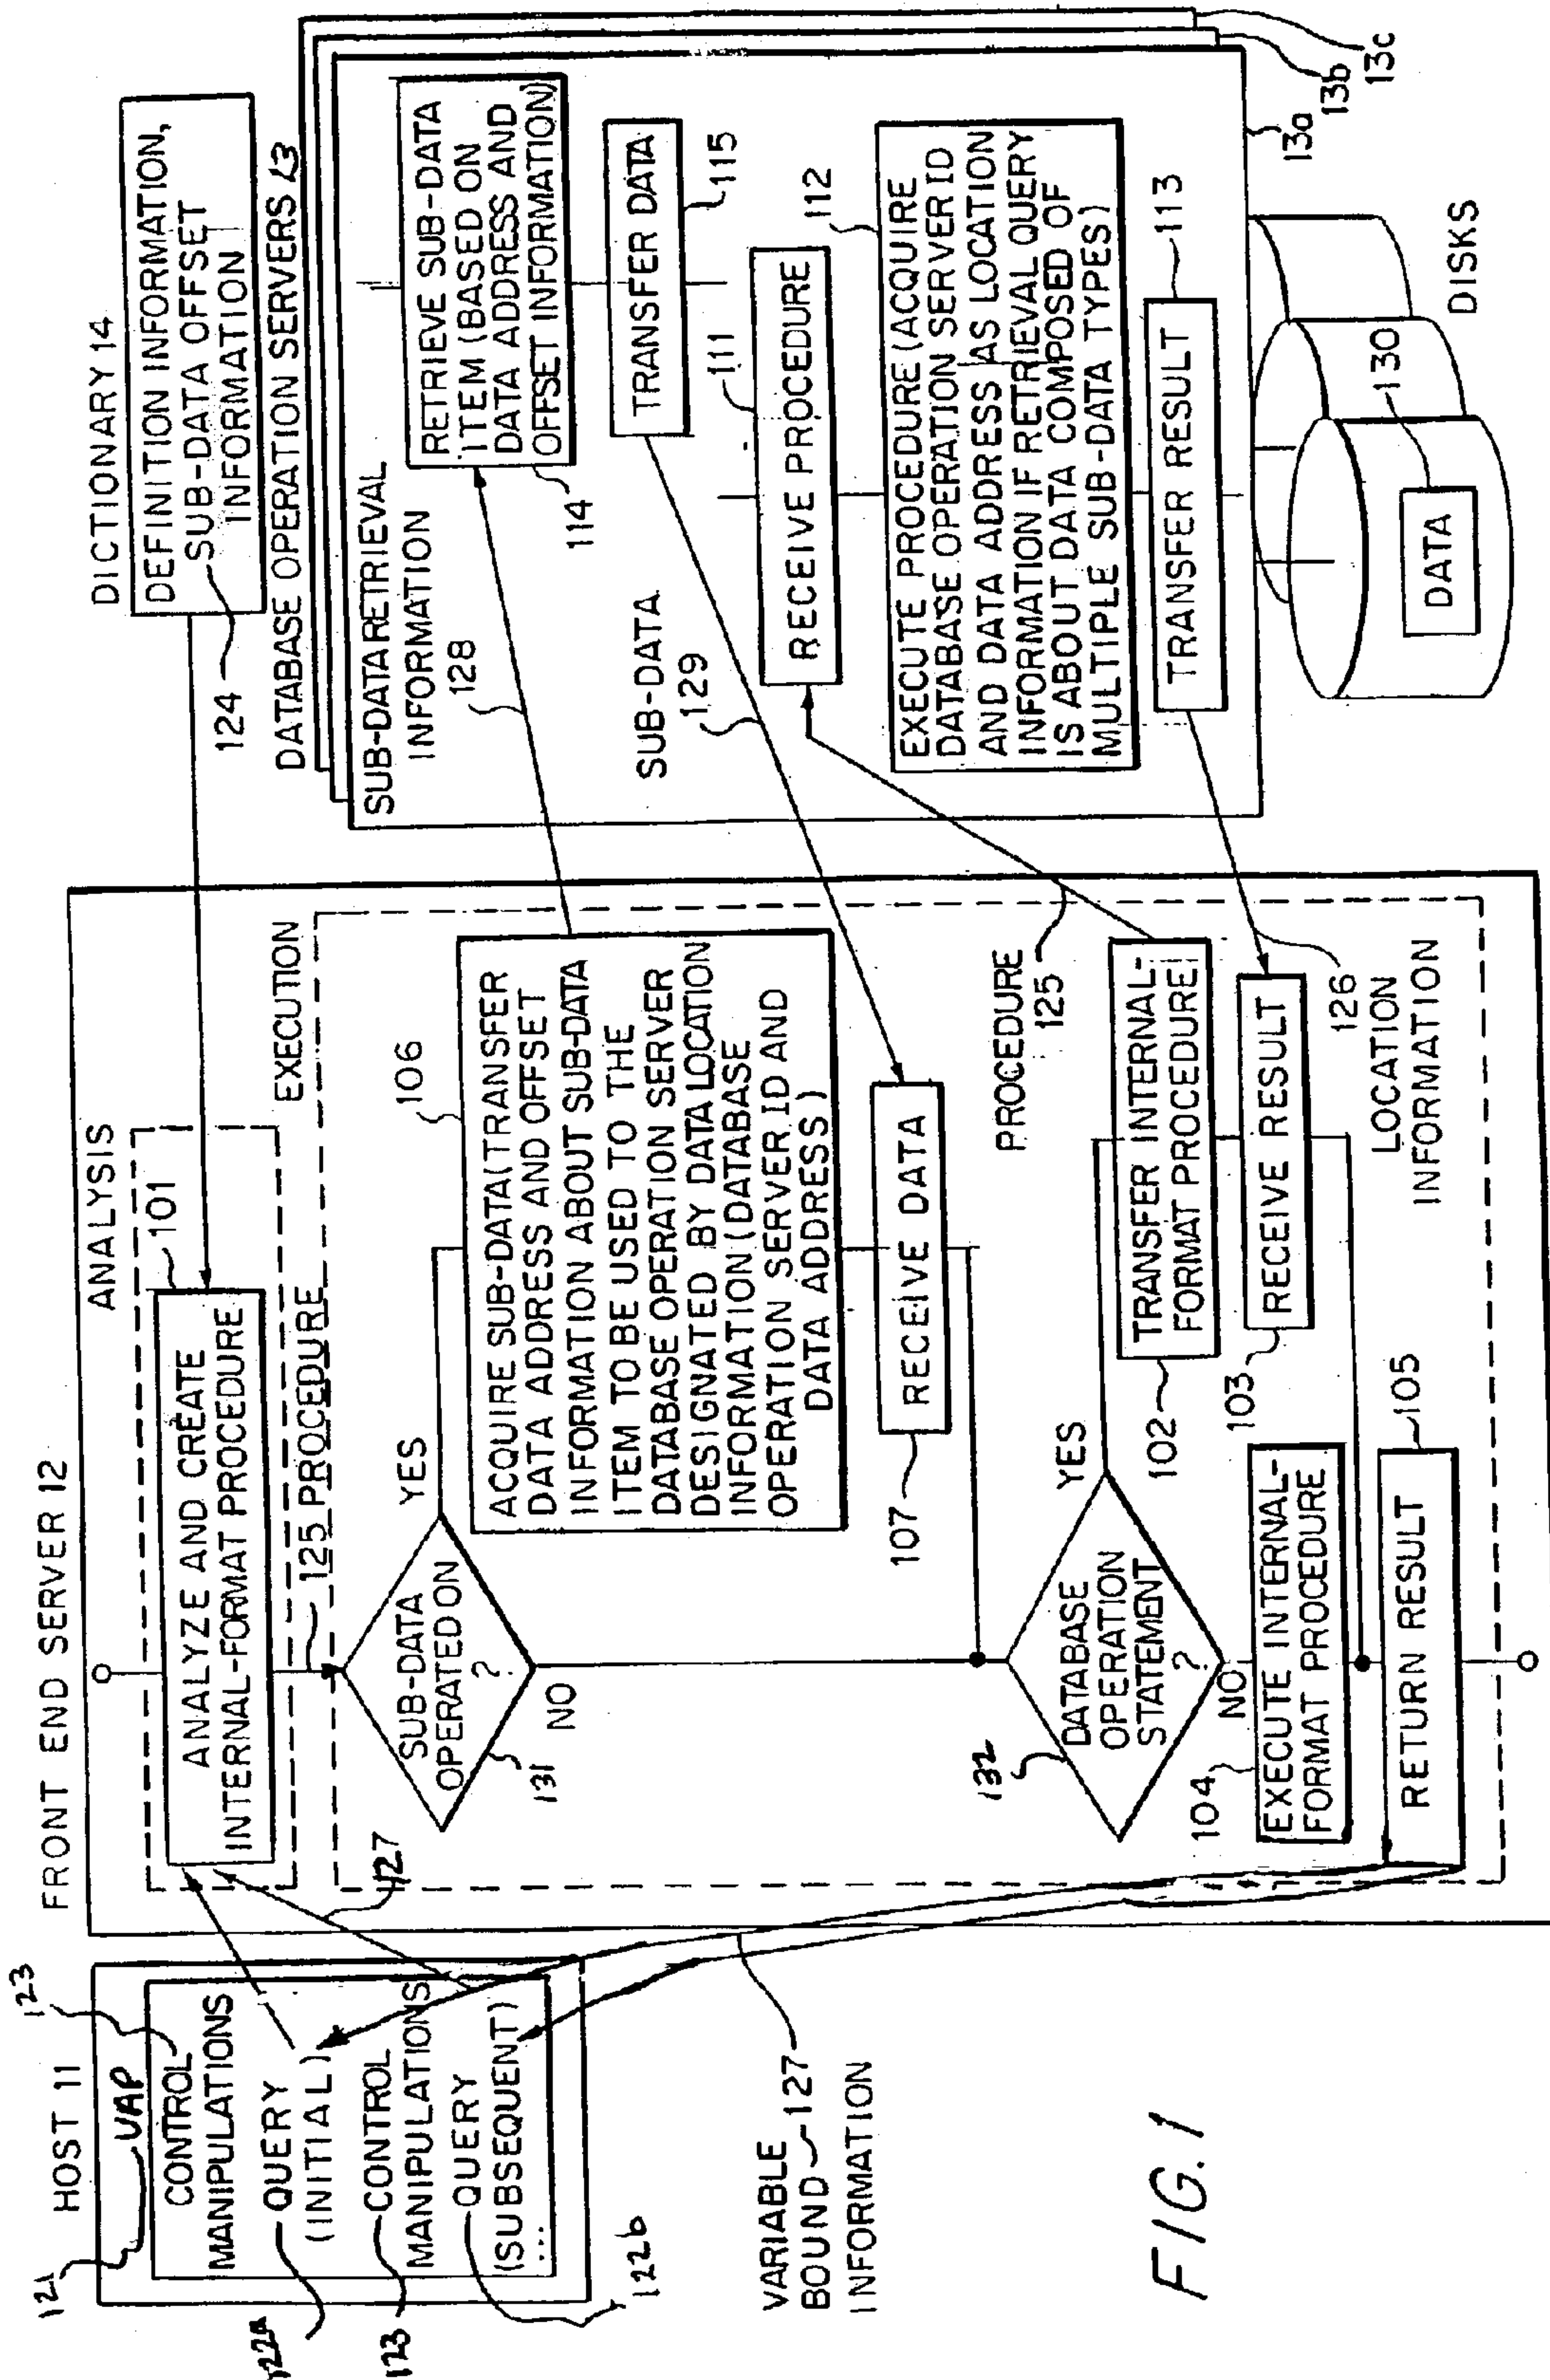 HOST 11
121
UAP
123
CONTROL
MANIPULATIONS
QUERY
(INITIAL)
122a
CONTROL
MANIPULATIONS
123
QUERY
(SUBSEQUENT)
...
122b
VARIABLE
BOUND 127
INFORMATION
FRONT END SERVER 12
ANALYSIS
101
ANALYZE AND CREATE
INTERNAL-FORMAT PROCEDURE
127
125 PROCEDURE
EXECUTION
SUB-DATA
OPERATED ON
?
131
YES
NO
106
ACQUIRE SUB-DATA(TRANSFER
DATA ADDRESS AND OFFSET
INFORMATION ABOUT SUB-DATA
ITEM TO BE USED TO THE
DATABASE OPERATION SERVER
DESIGNATED BY DATA LOCATION
INFORMATION (DATABASE
OPERATION SERVER ID AND
DATA ADDRESS)
107
RECEIVE DATA
DATABASE
OPERATION
STATEMENT
?
132
YES
NO
PROCEDURE
125
TRANSFER INTERNAL-
FORMAT PROCEDURE
102
RECEIVE RESULT
103
126
LOCATION
INFORMATION
104
EXECUTE INTERNAL-
FORMAT PROCEDURE
RETURN RESULT
105
DICTIONARY 14
DEFINITION INFORMATION,
SUB-DATA OFFSET
INFORMATION
124
DATABASE OPERATION SERVERS 13
SUB-DATA RETRIEVAL
INFORMATION
128
RETRIEVE SUB-DATA
ITEM (BASED ON
DATA ADDRESS AND
OFFSET INFORMATION)
114
TRANSFER DATA
115
SUB-DATA
129
111
RECEIVE PROCEDURE
112
EXECUTE PROCEDURE (ACQUIRE
DATABASE OPERATION SERVER ID
AND DATA ADDRESS AS LOCATION
INFORMATION IF RETRIEVAL QUERY
IS ABOUT DATA COMPOSED OF
MULTIPLE SUB-DATA TYPES)
TRANSFER RESULT
113
13a
13b
13c
DATA
130
DISKS
FIG. 1